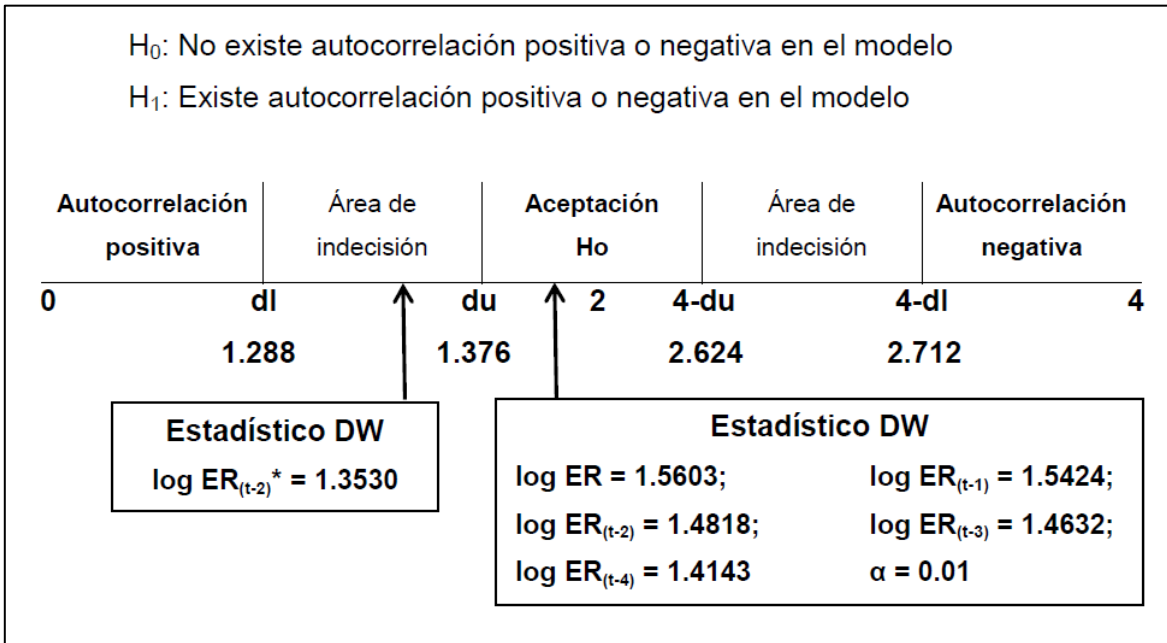 H₀: No existe autocorrelación positiva o negativa en el modelo
H₁: Existe autocorrelación positiva o negativa en el modelo
Autocorrelación positiva
Área de indecisión
Aceptación Ho
Área de indecisión
Autocorrelación negativa
0 dl du 2 4-du 4-dl 4
1.288 1.376 2.624 2.712
Estadístico DW
log ER₍t-2₎* = 1.3530
Estadístico DW
log ER = 1.5603; log ER₍t-1₎ = 1.5424;
log ER₍t-2₎ = 1.4818; log ER₍t-3₎ = 1.4632;
log ER₍t-4₎ = 1.4143 α = 0.01